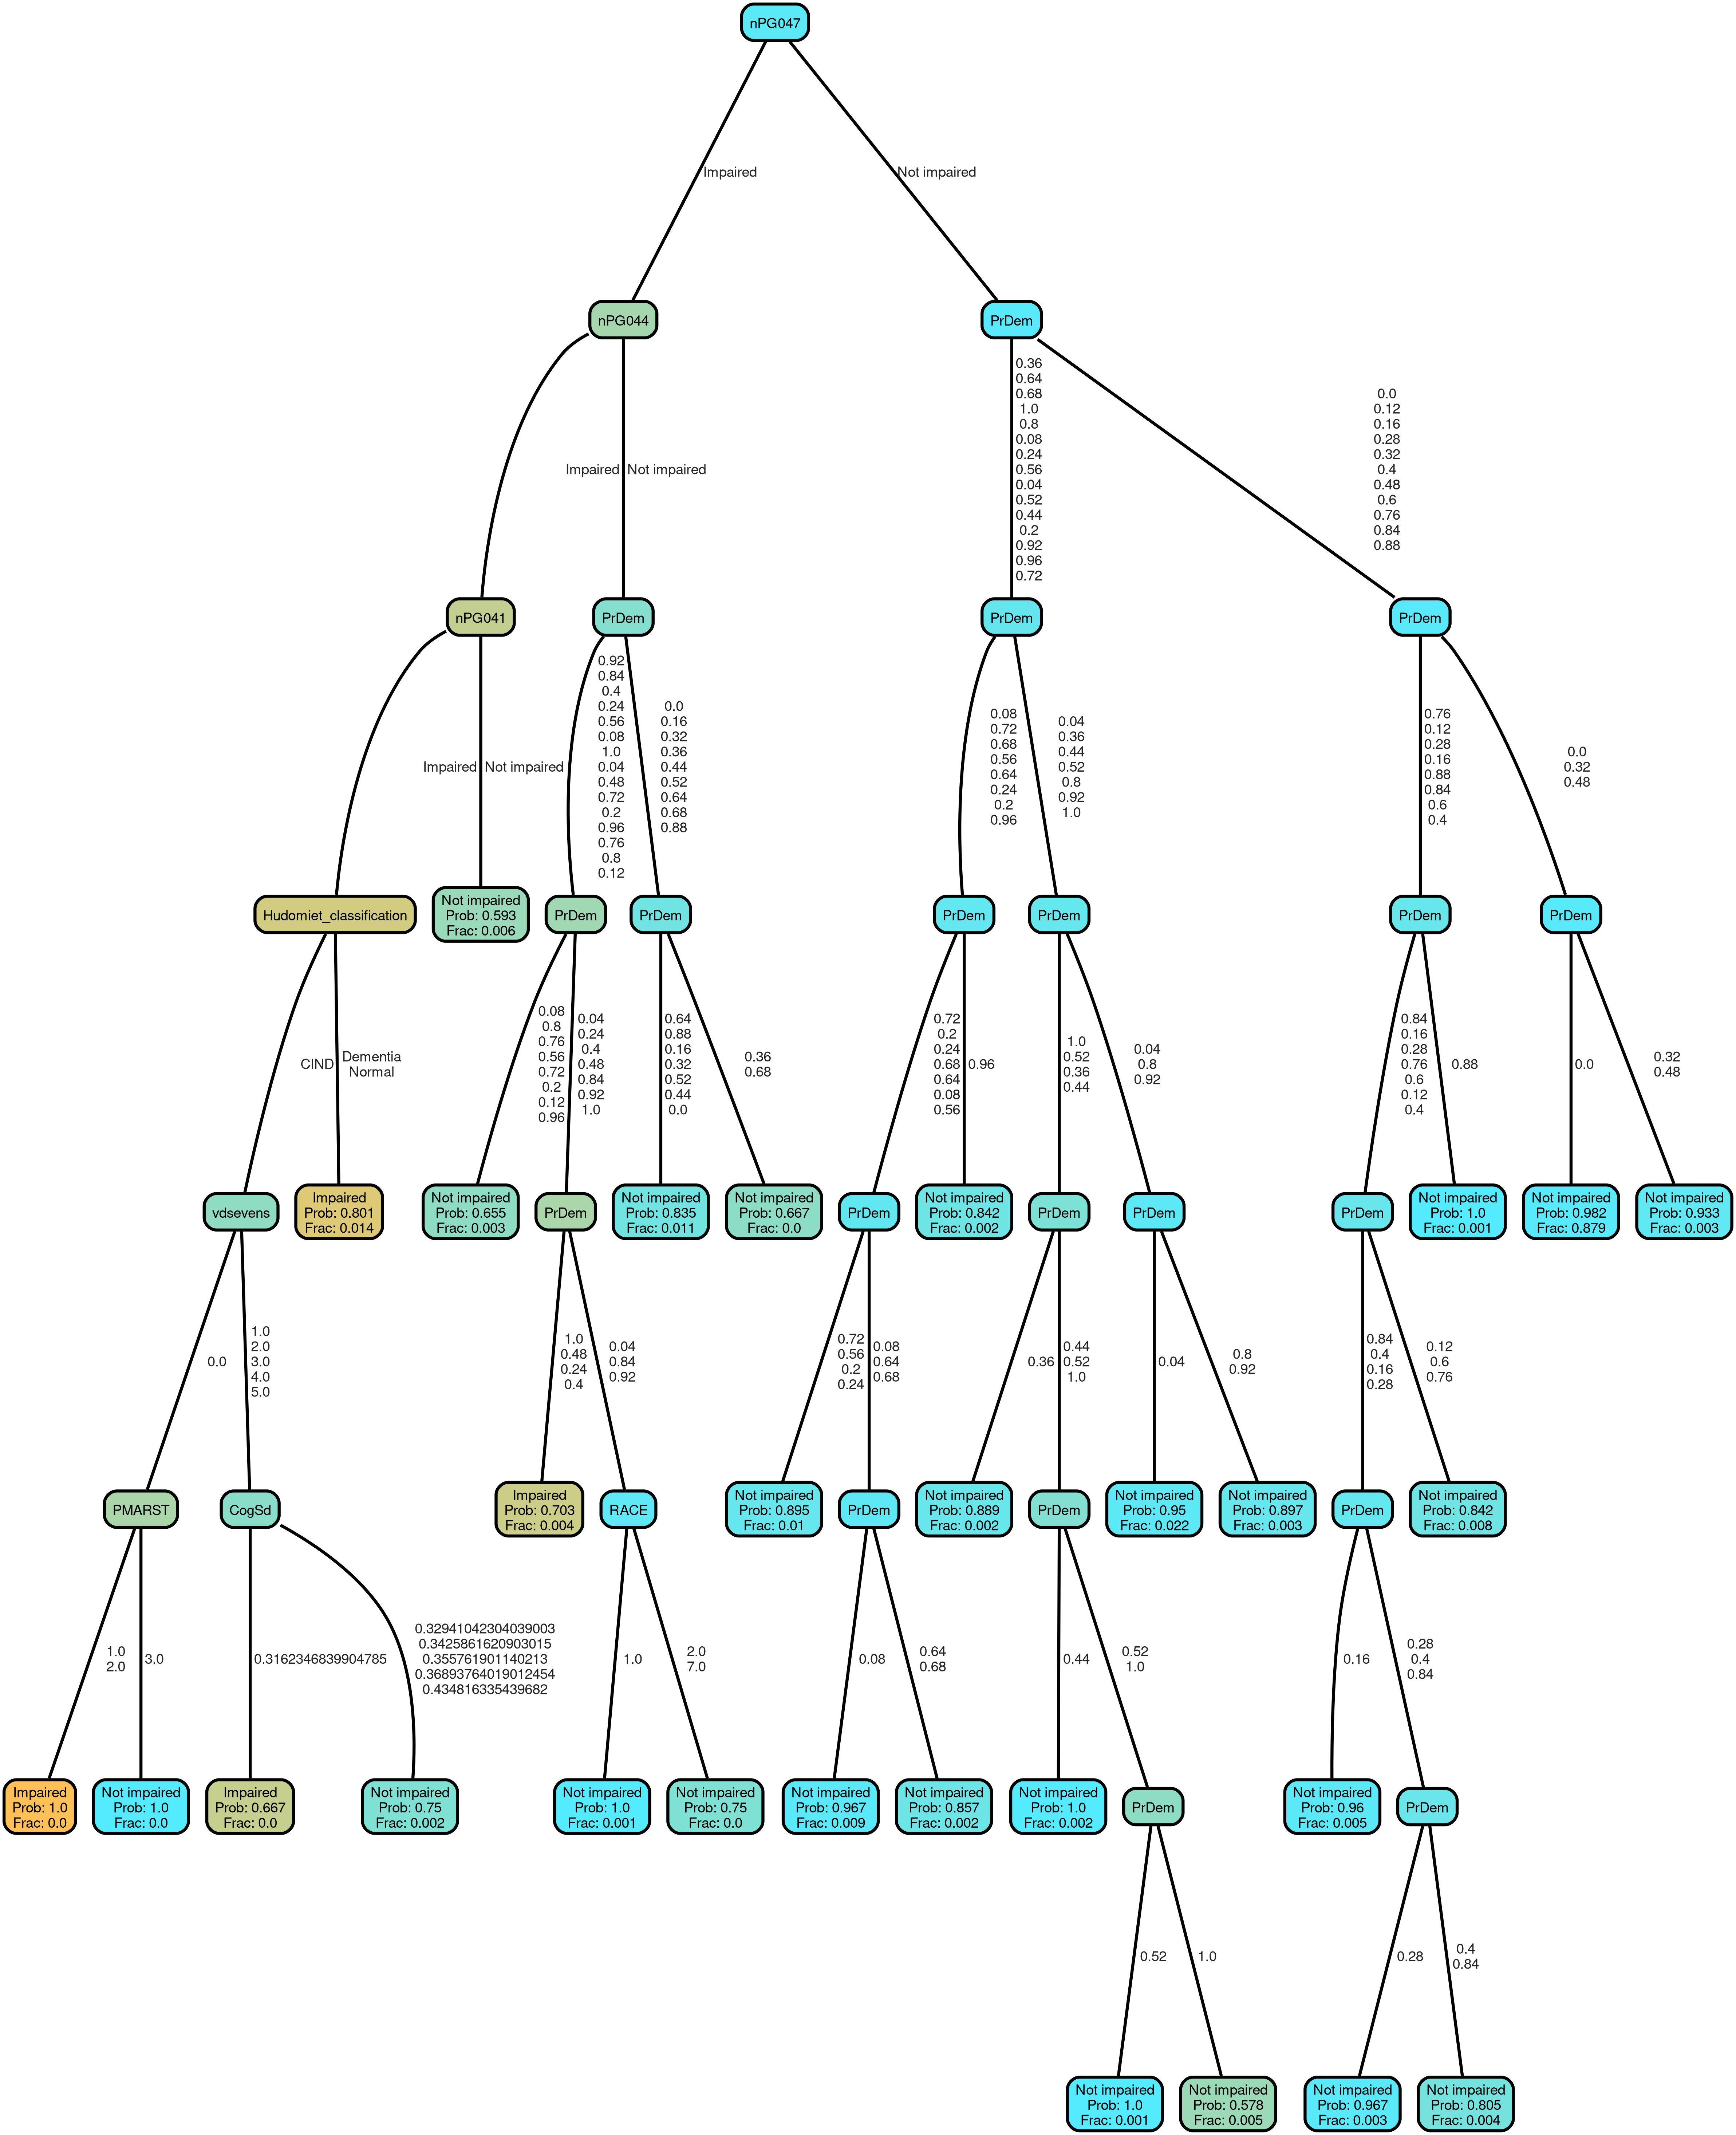 nPG047
Impaired
Not impaired
nPG044
PrDem
Impaired
Not impaired
0.36
0.64
0.68
1.0
0.8
0.08
0.24
0.56
0.04
0.52
0.44
0.2
0.92
0.96
0.72
0.0
0.12
0.16
0.28
0.32
0.4
0.48
0.6
0.76
0.84
0.88
nPG041
PrDem
PrDem
PrDem
Impaired
Not impaired
0.92
0.84
0.4
0.24
0.56
0.08
1.0
0.04
0.48
0.72
0.2
0.96
0.76
0.8
0.12
0.0
0.16
0.32
0.36
0.44
0.52
0.64
0.68
0.88
0.08
0.72
0.68
0.56
0.64
0.24
0.2
0.96
0.04
0.36
0.44
0.52
0.8
0.92
1.0
0.76
0.12
0.28
0.16
0.88
0.84
0.6
0.4
0.0
0.32
0.48
Hudomiet_classification
Not impaired
Prob: 0.593
Frac: 0.006
PrDem
PrDem
PrDem
PrDem
PrDem
PrDem
CIND
Dementia
Normal
0.08
0.8
0.76
0.56
0.72
0.2
0.12
0.96
0.04
0.24
0.4
0.48
0.84
0.92
1.0
0.64
0.88
0.16
0.32
0.52
0.44
0.0
0.36
0.68
0.72
0.2
0.24
0.68
0.64
0.08
0.56
0.96
1.0
0.52
0.36
0.44
0.04
0.8
0.92
0.84
0.16
0.28
0.76
0.6
0.12
0.4
0.88
0.0
0.32
0.48
vdsevens
Impaired
Prob: 0.801
Frac: 0.014
Not impaired
Prob: 0.655
Frac: 0.003
PrDem
Not impaired
Prob: 0.835
Frac: 0.011
Not impaired
Prob: 0.667
Frac: 0.0
PrDem
Not impaired
Prob: 0.842
Frac: 0.002
PrDem
PrDem
PrDem
Not impaired
Prob: 1.0
Frac: 0.001
Not impaired
Prob: 0.982
Frac: 0.879
Not impaired
Prob: 0.933
Frac: 0.003
0.0
1.0
2.0
3.0
4.0
5.0
1.0
0.48
0.24
0.4
0.04
0.84
0.92
0.72
0.56
0.2
0.24
0.08
0.64
0.68
0.36
0.44
0.52
1.0
0.04
0.8
0.92
0.84
0.4
0.16
0.28
0.12
0.6
0.76
PMARST
CogSd
Impaired
Prob: 0.703
Frac: 0.004
RACE
Not impaired
Prob: 0.895
Frac: 0.01
PrDem
Not impaired
Prob: 0.889
Frac: 0.002
PrDem
Not impaired
Prob: 0.95
Frac: 0.022
Not impaired
Prob: 0.897
Frac: 0.003
PrDem
Not impaired
Prob: 0.842
Frac: 0.008
1.0
2.0
3.0
0.3162346839904785
0.32941042304039003
0.3425861620903015
0.355761901140213
0.36893764019012454
0.434816335439682
1.0
2.0
7.0
0.08
0.64
0.68
0.44
0.52
1.0
0.16
0.28
0.4
0.84
Impaired
Prob: 1.0
Frac: 0.0
Not impaired
Prob: 1.0
Frac: 0.0
Impaired
Prob: 0.667
Frac: 0.0
Not impaired
Prob: 0.75
Frac: 0.002
Not impaired
Prob: 1.0
Frac: 0.001
Not impaired
Prob: 0.75
Frac: 0.0
Not impaired
Prob: 0.967
Frac: 0.009
Not impaired
Prob: 0.857
Frac: 0.002
Not impaired
Prob: 1.0
Frac: 0.002
PrDem
Not impaired
Prob: 0.96
Frac: 0.005
PrDem
0.52
1.0
0.28
0.4
0.84
Not impaired
Prob: 1.0
Frac: 0.001
Not impaired
Prob: 0.578
Frac: 0.005
Not impaired
Prob: 0.967
Frac: 0.003
Not impaired
Prob: 0.805
Frac: 0.004